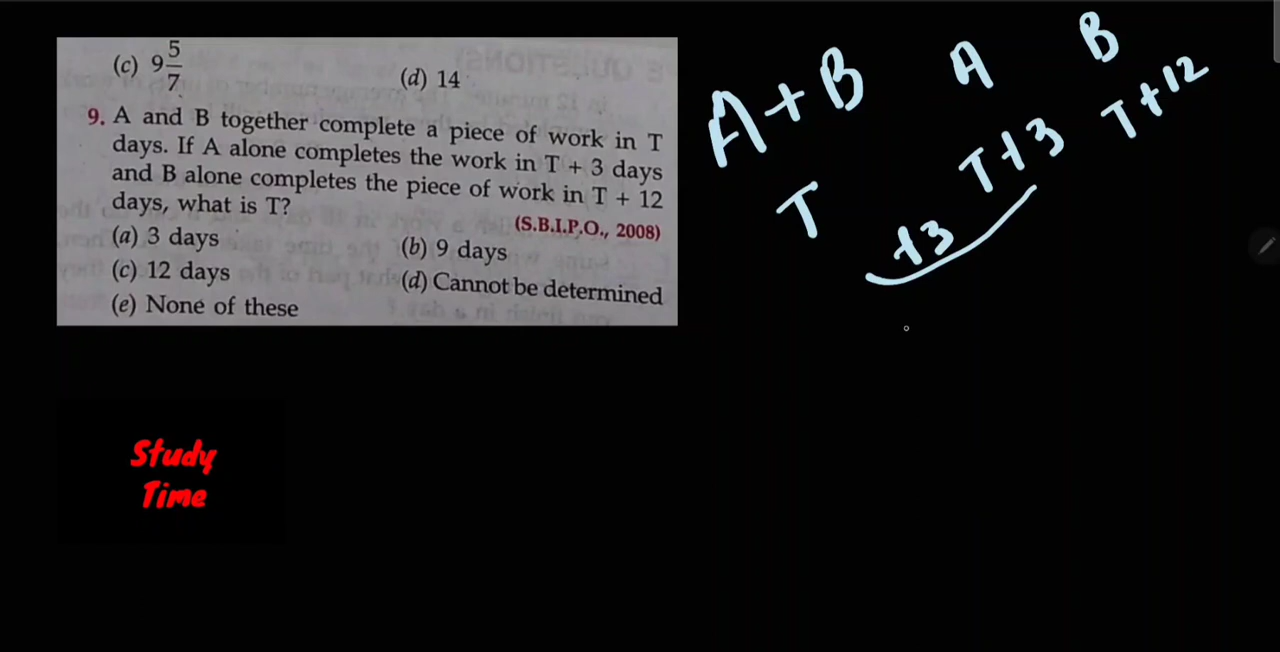 (c) 9 5/7
(d) 14
9. A and B together complete a piece of work in T
days. If A alone completes the work in T + 3 days
and B alone completes the piece of work in T + 12
days, what is T?
(S.B.I.P.O., 2008)
(a) 3 days
(b) 9 days
(c) 12 days
(d) Cannot be determined
(e) None of these
A+B A B
T T+3 T+12
+3
Study
Time